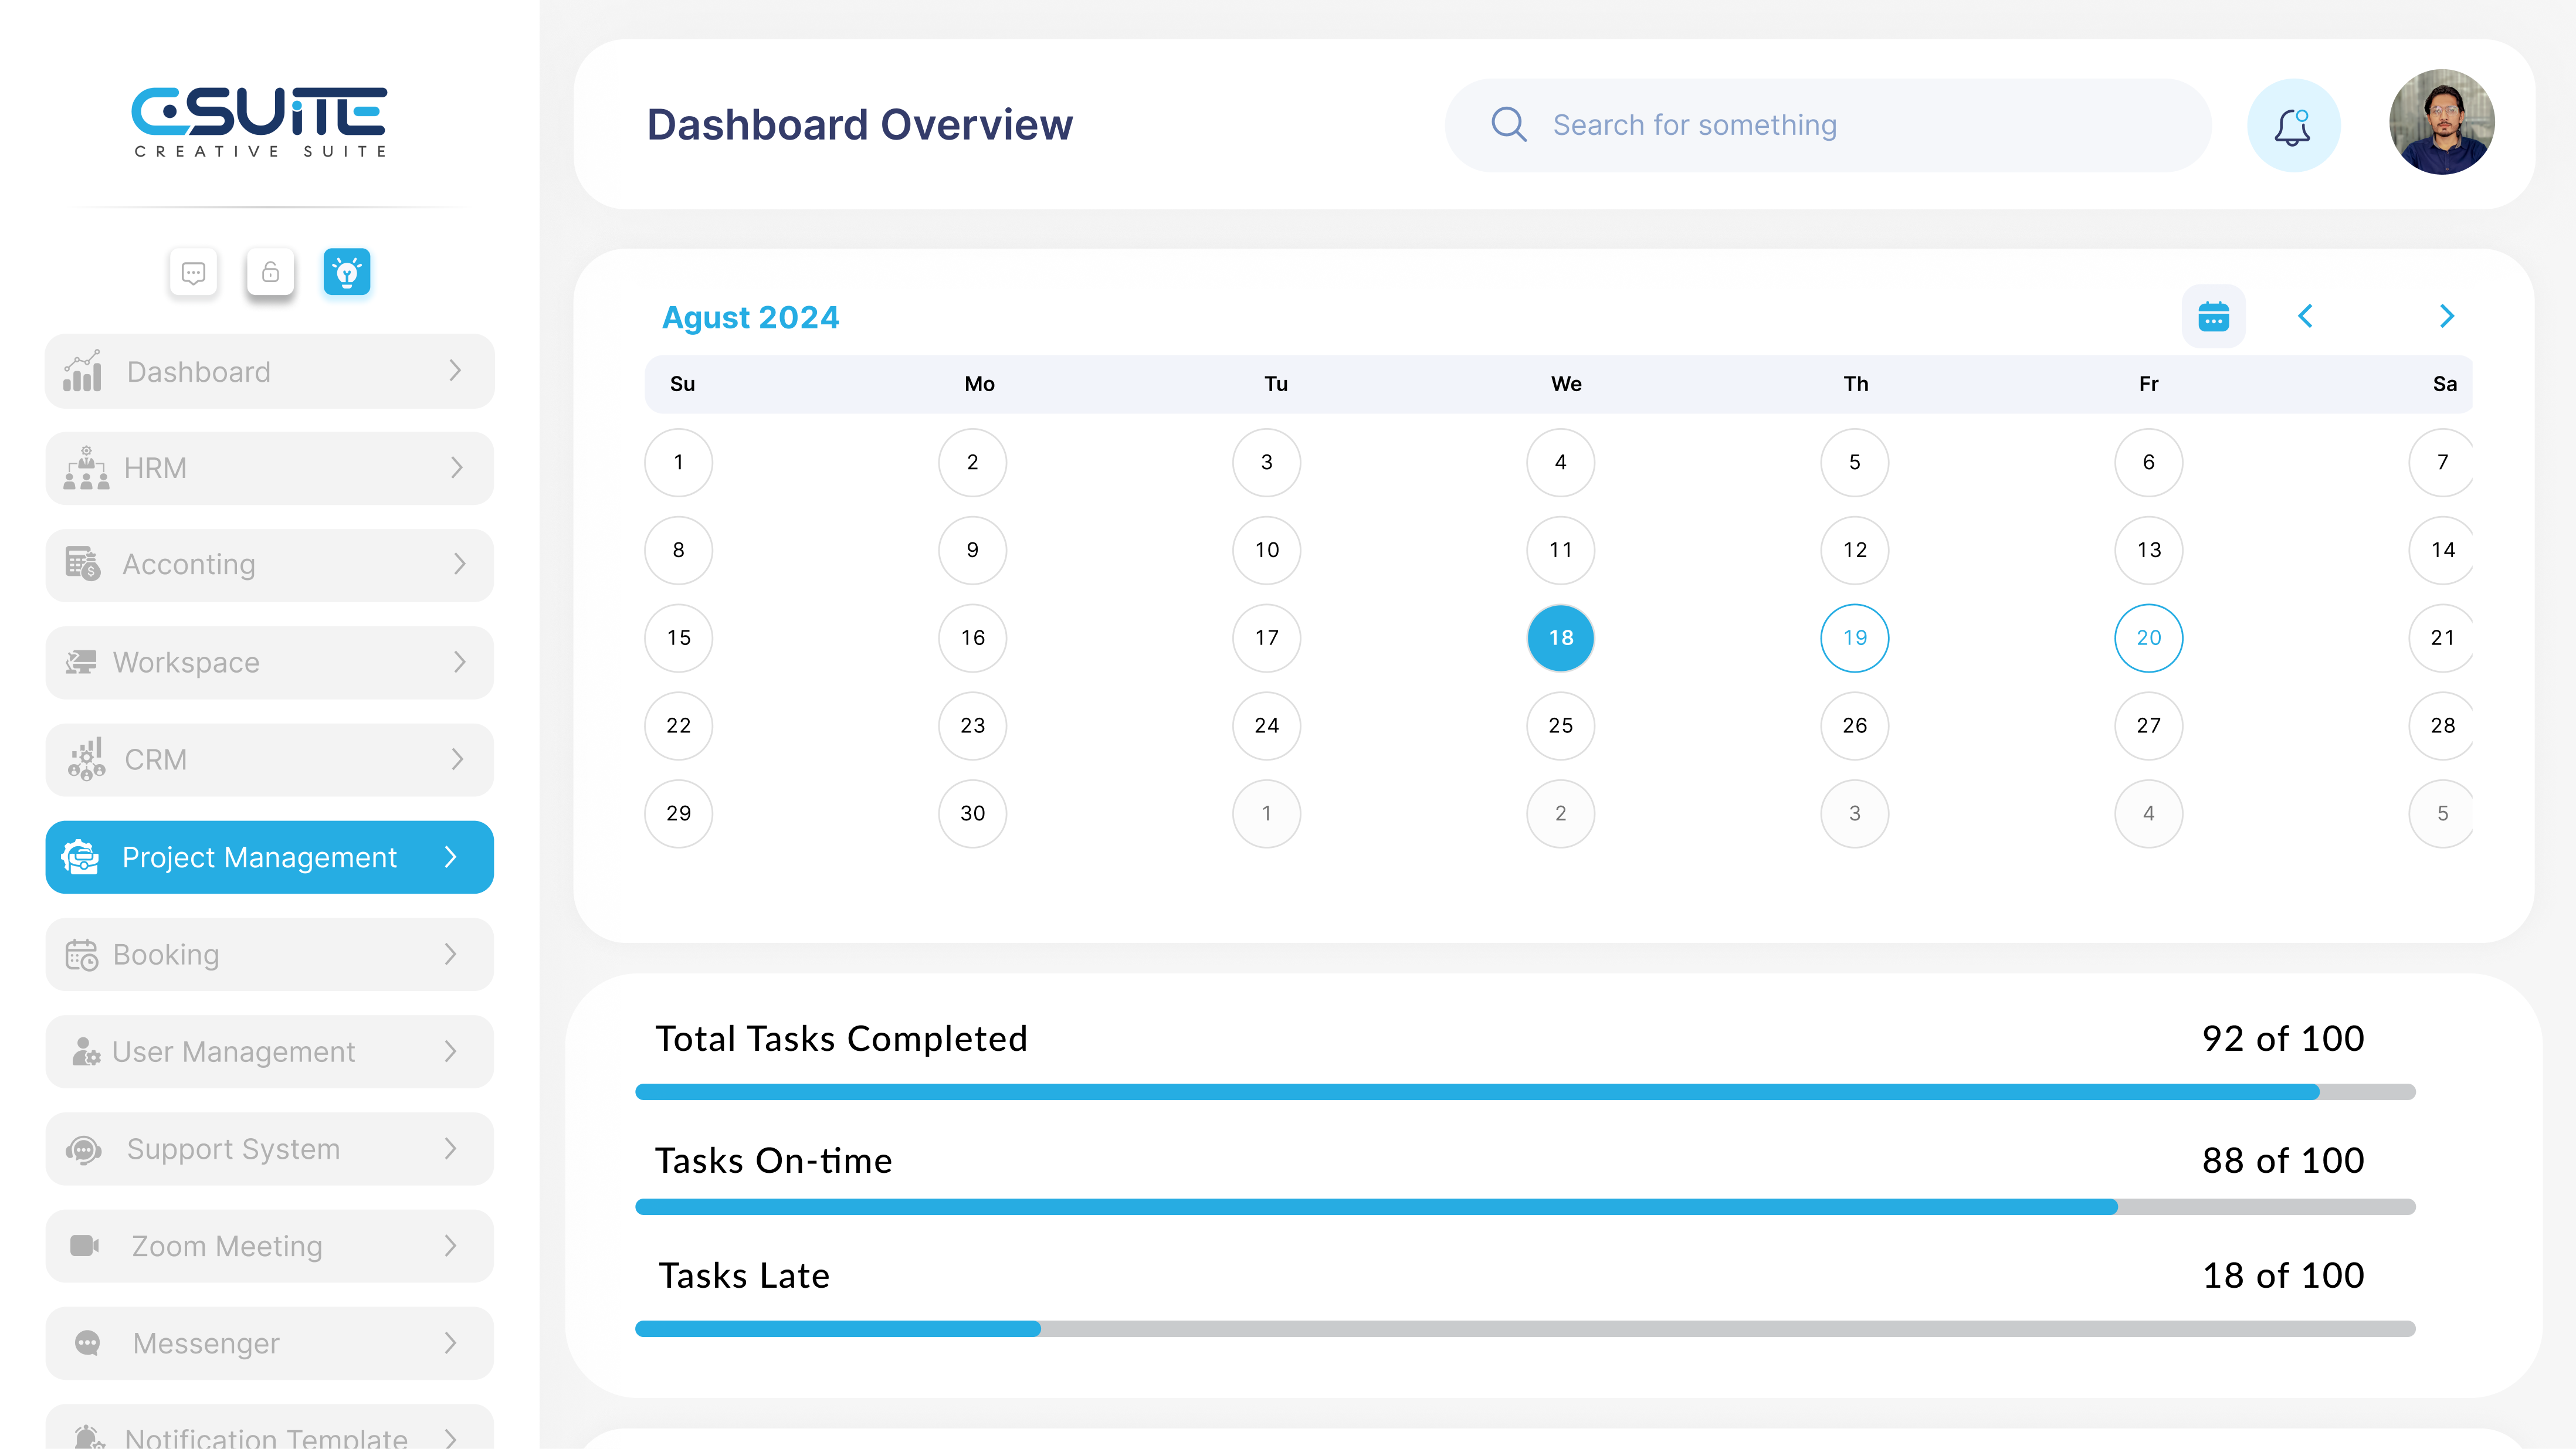 CSUITE
CREATIVE SUITE
Dashboard
HRM
Acconting
Workspace
CRM
Project Management
Booking
User Management
Support System
Zoom Meeting
Messenger
Notification Template
Dashboard Overview
Search for something
Agust 2024
Su Mo Tu We Th Fr Sa
1 2 3 4 5 6 7
8 9 10 11 12 13 14
15 16 17 18 19 20 21
22 23 24 25 26 27 28
29 30 1 2 3 4 5
Total Tasks Completed 92 of 100
Tasks On-time 88 of 100
Tasks Late 18 of 100